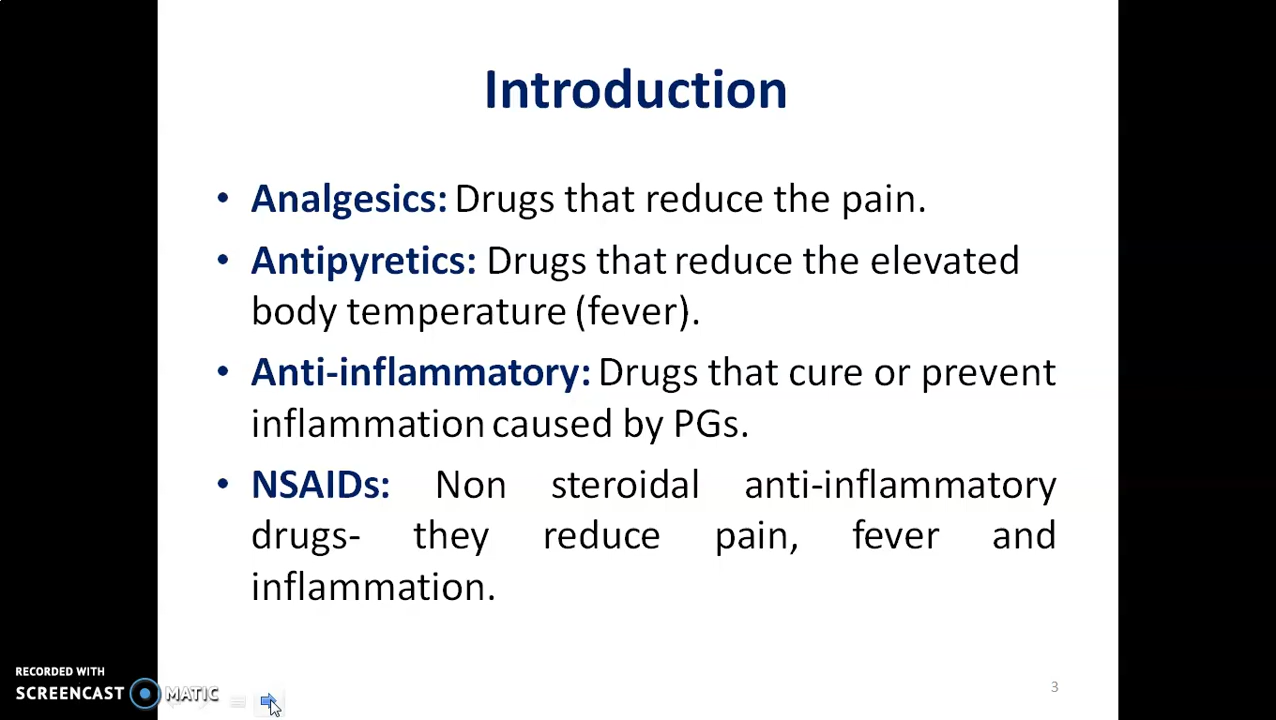 Introduction
• Analgesics: Drugs that reduce the pain.
• Antipyretics: Drugs that reduce the elevated
body temperature (fever).
• Anti-inflammatory: Drugs that cure or prevent
inflammation caused by PGs.
• NSAIDs: Non steroidal anti-inflammatory
drugs- they reduce pain, fever and
inflammation.
RECORDED WITH
SCREENCAST MATIC
3